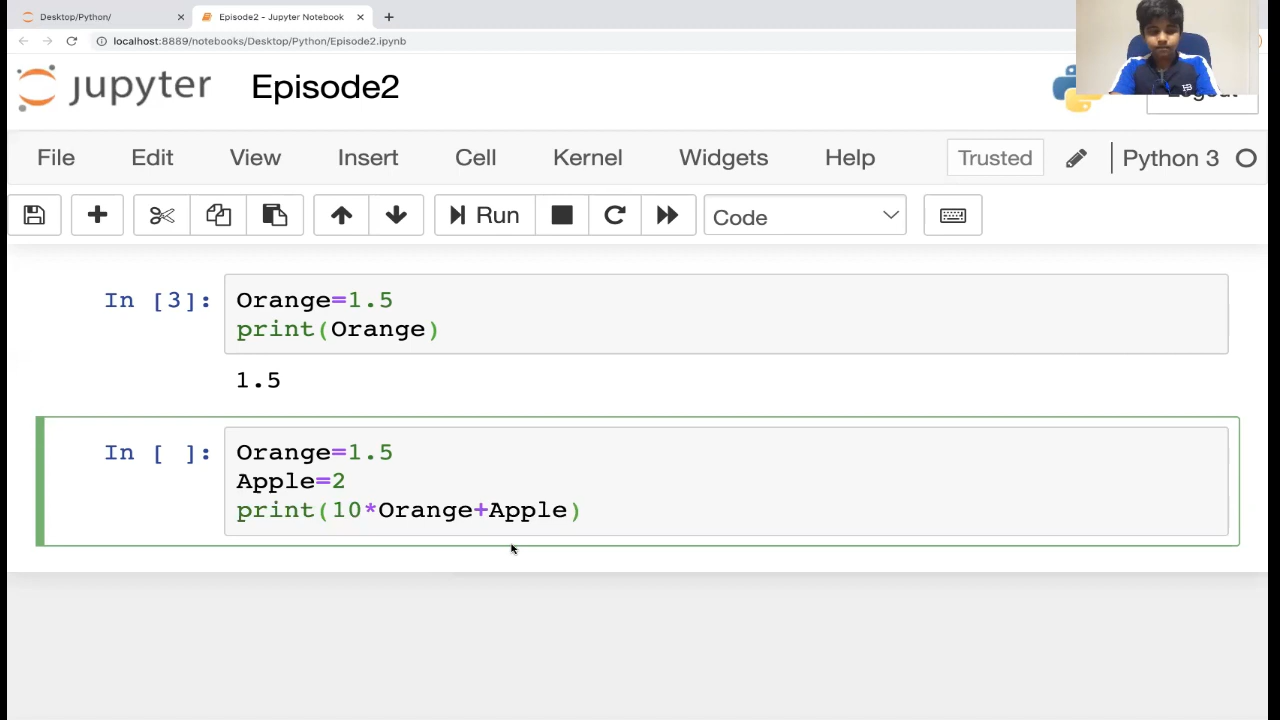 Desktop/Python/
Episode2 - Jupyter Notebook
localhost:8889/notebooks/Desktop/Python/Episode2.ipynb
jupyter Episode2
Logout
File Edit View Insert Cell Kernel Widgets Help Trusted Python 3
Run Code
In [3]: Orange=1.5
print(Orange)
1.5
In [ ]: Orange=1.5
Apple=2
print(10*Orange+Apple)